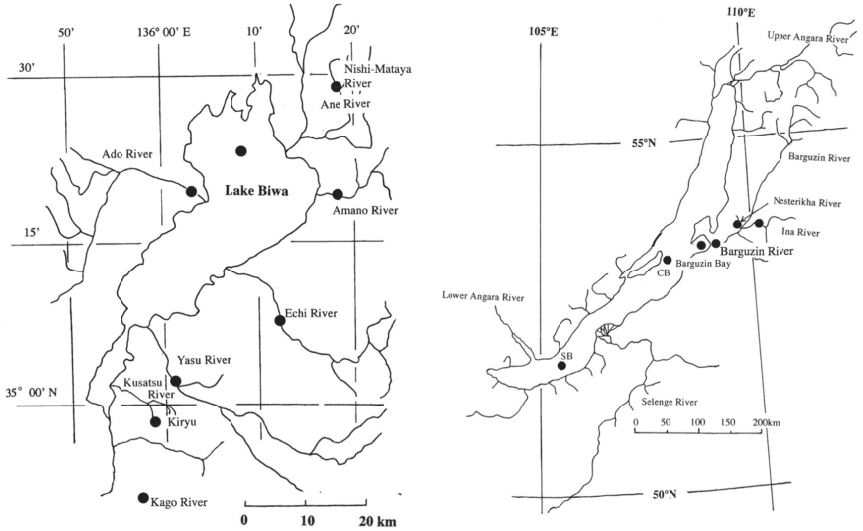 50'
136° 00' E
10'
20'
30'
Nishi-Mataya
River
Ane River
Ado River
Lake Biwa
Amano River
15'
Echi River
Yasu River
Kusatsu
River
35° 00' N
Kiryu
Kago River
0 10 20 km
110°E
105°E
Upper Angara River
55°N
Barguzin River
Nesterikha River
Ina River
Barguzin River
Barguzin Bay
CB
Lower Angara River
SB
Selenge River
0 50 100 150 200km
50°N